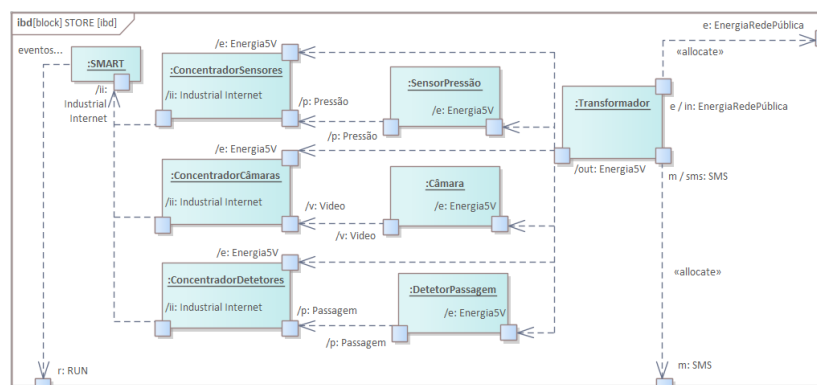 ibd[block] STORE [ibd]
e: EnergiaRedePública
eventos...
:SMART
/ii:
Industrial
Internet
/e: Energia5V
:ConcentradorSensores
/ii: Industrial Internet
/p: Pressão
:SensorPressão
/e: Energia5V
/p: Pressão
«allocate»
:Transformador
e / in: EnergiaRedePública
/out: Energia5V
m / sms: SMS
/e: Energia5V
:ConcentradorCâmaras
/ii: Industrial Internet
/v: Video
:Câmara
/e: Energia5V
/v: Video
/e: Energia5V
:ConcentradorDetetores
/ii: Industrial Internet
/p: Passagem
:DetetorPassagem
/e: Energia5V
/p: Passagem
«allocate»
r: RUN
m: SMS